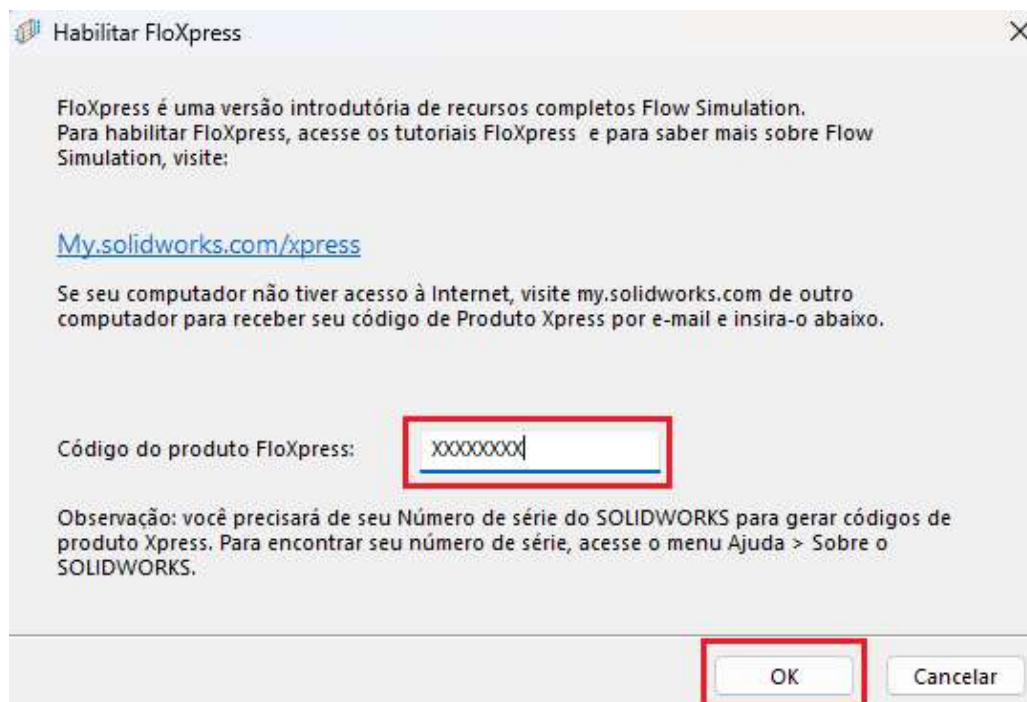 Habilitar FloXpress
FloXpress é uma versão introdutória de recursos completos Flow Simulation.
Para habilitar FloXpress, acesse os tutoriais FloXpress e para saber mais sobre Flow
Simulation, visite:
My.solidworks.com/xpress
Se seu computador não tiver acesso à Internet, visite my.solidworks.com de outro
computador para receber seu código de Produto Xpress por e-mail e insira-o abaixo.
Código do produto FloXpress: XXXXXXXX
Observação: você precisará de seu Número de série do SOLIDWORKS para gerar códigos de
produto Xpress. Para encontrar seu número de série, acesse o menu Ajuda > Sobre o
SOLIDWORKS.
OK Cancelar